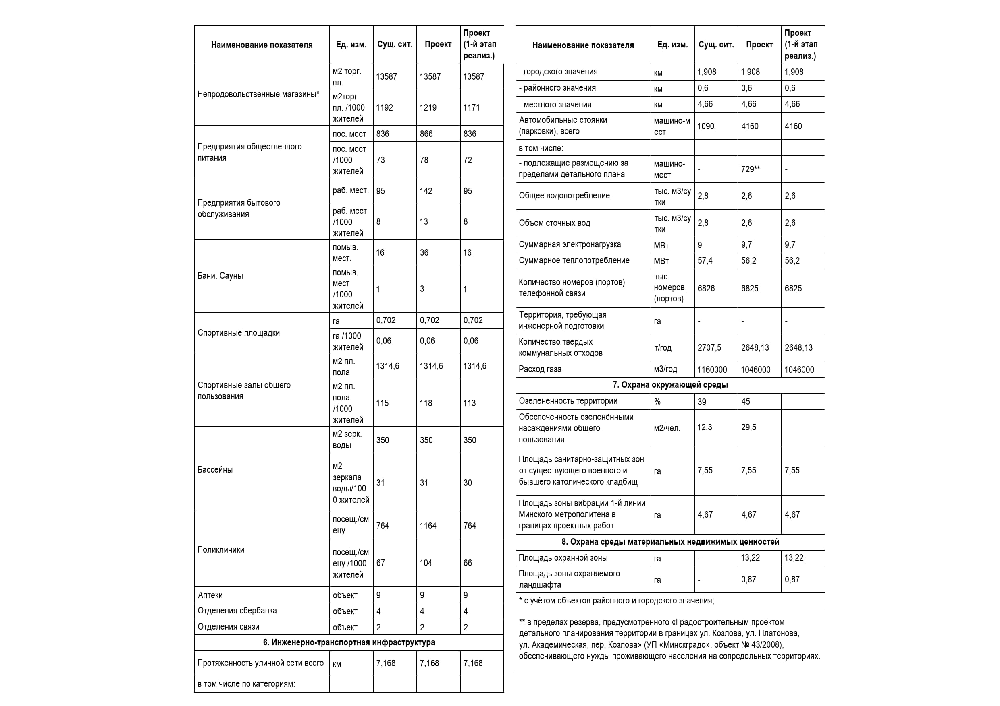 Наименование показателя Ед. изм. Сущ. сит. Проект Проект (1-й этап реализ.)
Непродовольственные магазины* м2 торг. пл. 13587 13587 13587
м2торг. пл. /1000 жителей 1192 1219 1171
Предприятия общественного питания пос. мест 836 866 836
пос. мест /1000 жителей 73 78 72
Предприятия бытового обслуживания раб. мест. 95 142 95
раб. мест /1000 жителей 8 13 8
Бани. Сауны помыв. мест. 16 36 16
помыв. мест /1000 жителей 1 3 1
Спортивные площадки га 0,702 0,702 0,702
га /1000 жителей 0,06 0,06 0,06
Спортивные залы общего пользования м2 пл. пола 1314,6 1314,6 1314,6
м2 пл. пола /1000 жителей 115 118 113
Бассейны м2 зерк. воды 350 350 350
м2 зеркала воды/100 0 жителей 31 31 30
Поликлиники посещ./см ену 764 1164 764
посещ./см ену /1000 жителей 67 104 66
Аптеки объект 9 9 9
Отделения сбербанка объект 4 4 4
Отделения связи объект 2 2 2
6. Инженерно-транспортная инфраструктура
Протяженность уличной сети всего км 7,168 7,168 7,168
в том числе по категориям:
Наименование показателя Ед. изм. Сущ. сит. Проект Проект (1-й этап реализ.)
- городского значения км 1,908 1,908 1,908
- районного значения км 0,6 0,6 0,6
- местного значения км 4,66 4,66 4,66
Автомобильные стоянки (парковки), всего машино-м ест 1090 4160 4160
в том числе:
- подлежащие размещению за пределами детального плана машино- мест - 729** -
Общее водопотребление тыс. м3/су тки 2,8 2,6 2,6
Объем сточных вод тыс. м3/су тки 2,8 2,6 2,6
Суммарная электронагрузка МВт 9 9,7 9,7
Суммарное теплопотребление МВт 57,4 56,2 56,2
Количество номеров (портов) телефонной связи тыс. номеров (портов) 6826 6825 6825
Территория, требующая инженерной подготовки га - - -
Количество твердых коммунальных отходов т/год 2707,5 2648,13 2648,13
Расход газа м3/год 1160000 1046000 1046000
7. Охрана окружающей среды
Озеленённость территории % 39 45
Обеспеченность озеленёнными насаждениями общего пользования м2/чел. 12,3 29,5
Площадь санитарно-защитных зон от существующего военного и бывшего католического кладбищ га 7,55 7,55 7,55
Площадь зоны вибрации 1-й линии Минского метрополитена в границах проектных работ га 4,67 4,67 4,67
8. Охрана среды материальных недвижимых ценностей
Площадь охранной зоны га - 13,22 13,22
Площадь зоны охраняемого ландшафта га - 0,87 0,87
* с учётом объектов районного и городского значения;
** в пределах резерва, предусмотренного «Градостроительным проектом
детального планирования территории в границах ул. Козлова, ул. Платонова,
ул. Академическая, пер. Козлова» (УП «Минскградо», объект № 43/2008),
обеспечивающего нужды проживающего населения на сопредельных территориях.